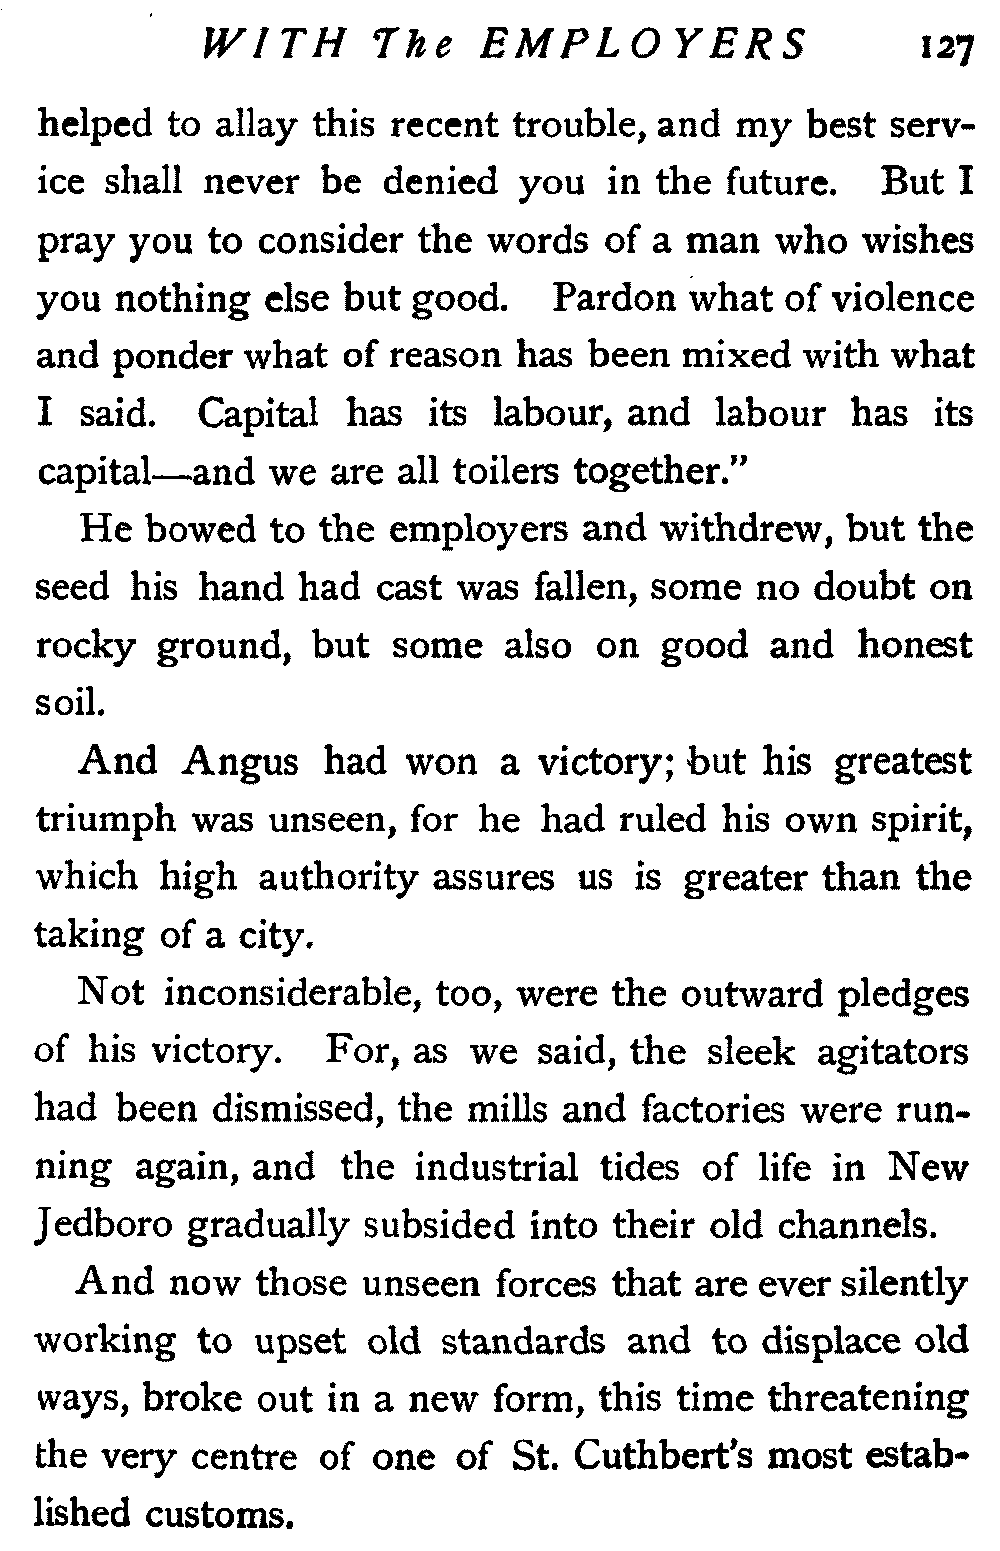 WITH The EMPLOYERS 127
helped to allay this recent trouble, and my best serv-
ice shall never be denied you in the future. But I
pray you to consider the words of a man who wishes
you nothing else but good. Pardon what of violence
and ponder what of reason has been mixed with what
I said. Capital has its labour, and labour has its
capital—and we are all toilers together."
He bowed to the employers and withdrew, but the
seed his hand had cast was fallen, some no doubt on
rocky ground, but some also on good and honest
soil.
And Angus had won a victory; but his greatest
triumph was unseen, for he had ruled his own spirit,
which high authority assures us is greater than the
taking of a city.
Not inconsiderable, too, were the outward pledges
of his victory. For, as we said, the sleek agitators
had been dismissed, the mills and factories were run-
ning again, and the industrial tides of life in New
Jedboro gradually subsided into their old channels.
And now those unseen forces that are ever silently
working to upset old standards and to displace old
ways, broke out in a new form, this time threatening
the very centre of one of St. Cuthbert's most estab-
lished customs.